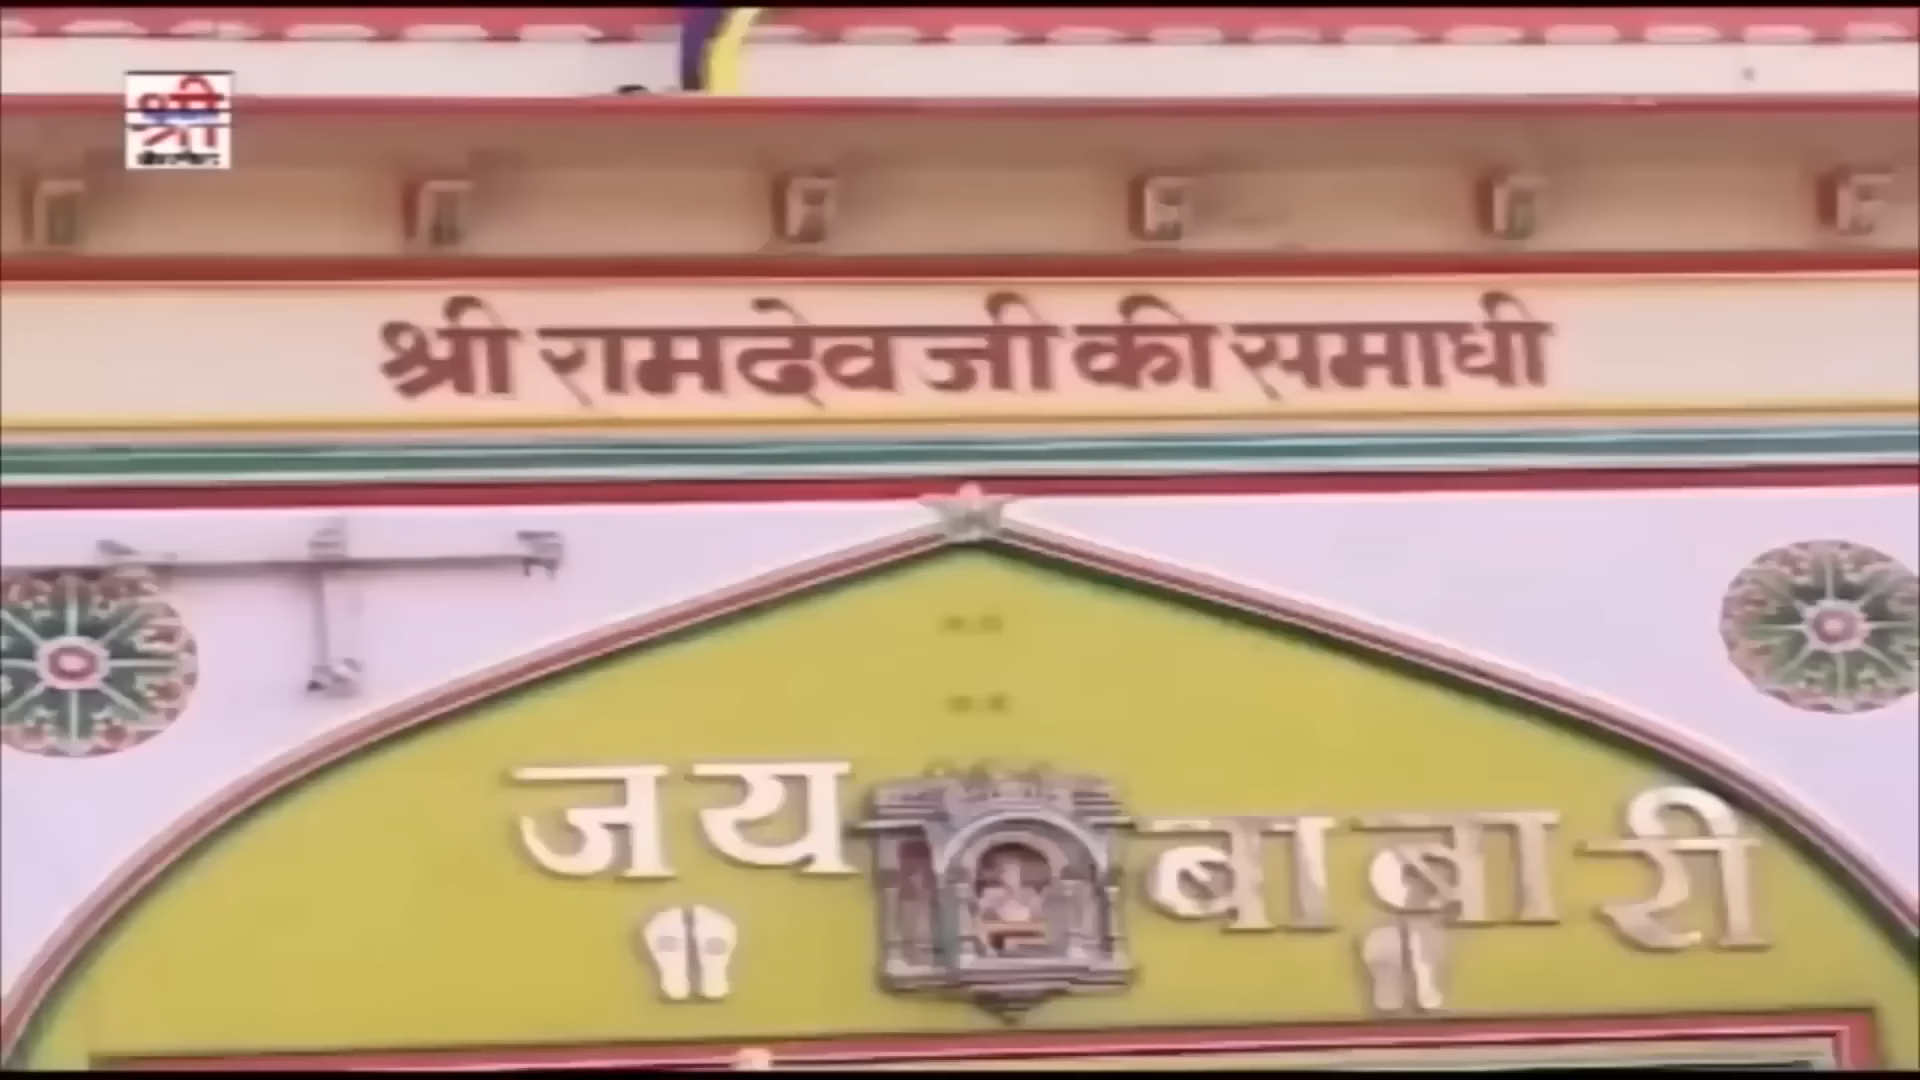 श्री
श्री रामदेव जी की समाधी
जय बाबा री